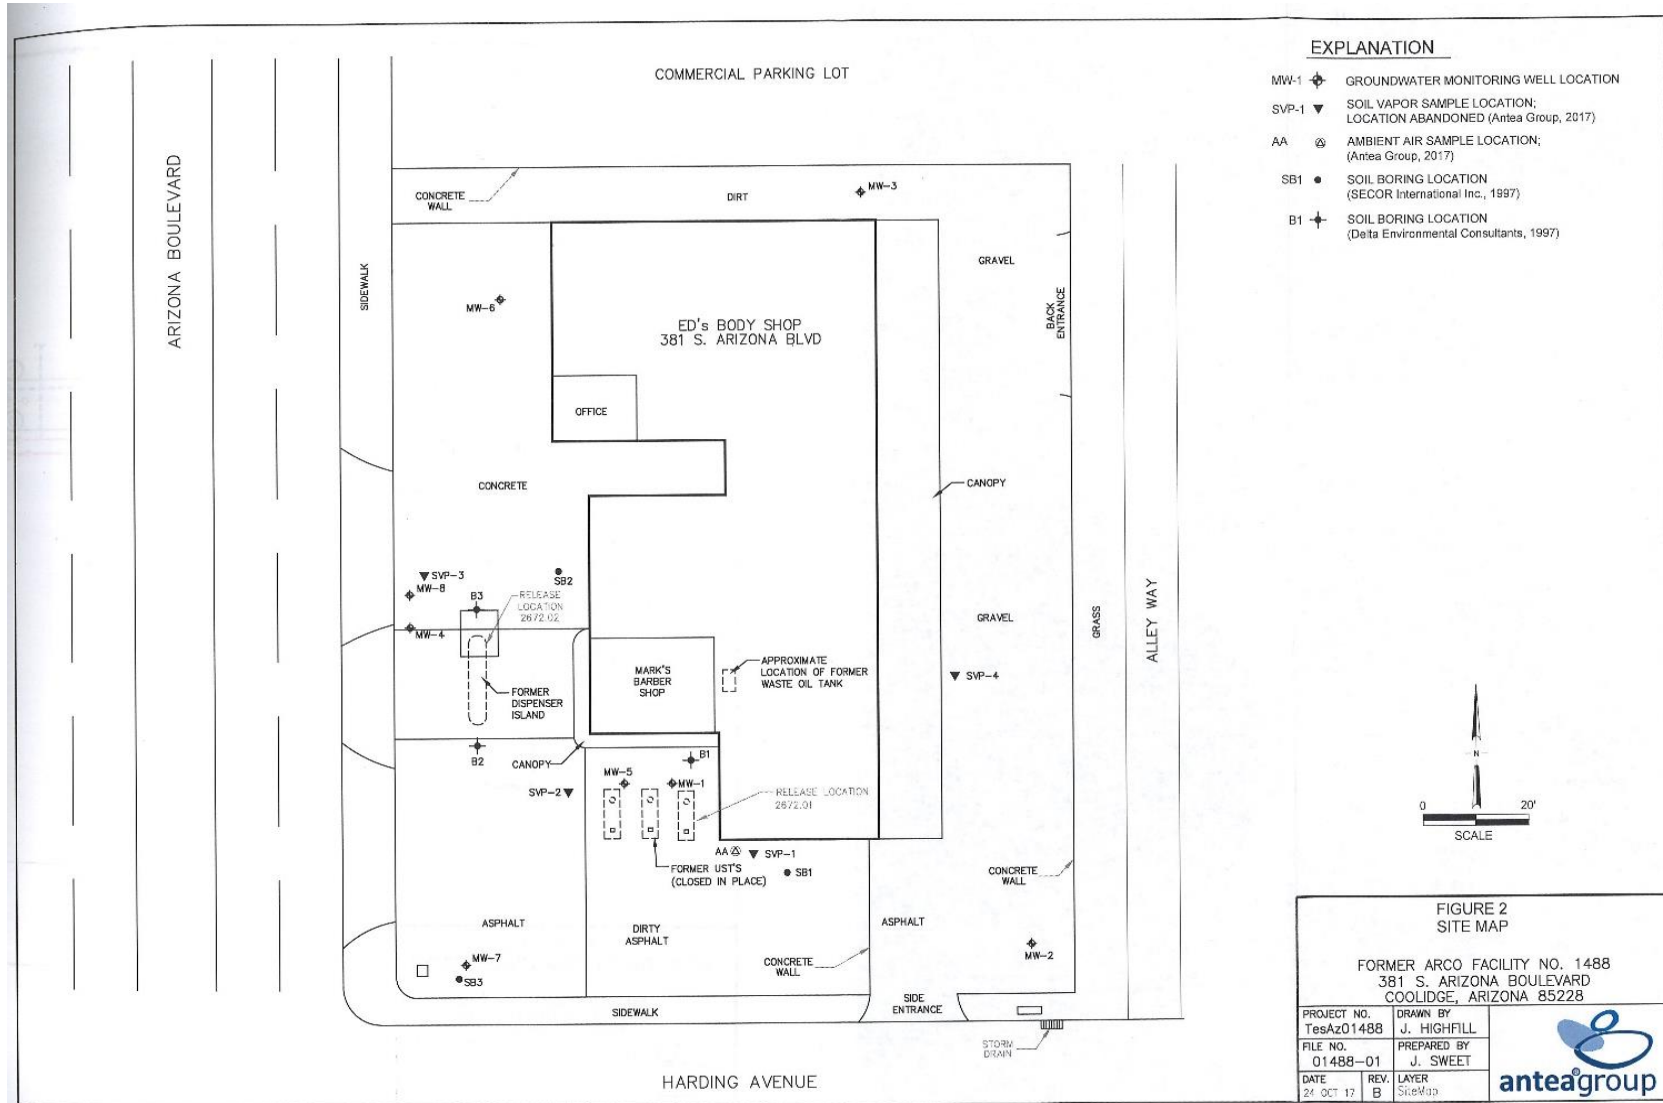 COMMERCIAL PARKING LOT
ARIZONA BOULEVARD
EXPLANATION
MW-1 GROUNDWATER MONITORING WELL LOCATION
SVP-1 SOIL VAPOR SAMPLE LOCATION;
LOCATION ABANDONED (Antea Group, 2017)
AA AMBIENT AIR SAMPLE LOCATION;
(Antea Group, 2017)
SB1 SOIL BORING LOCATION
(SECOR International Inc., 1997)
B1 SOIL BORING LOCATION
(Delta Environmental Consultants, 1997)
CONCRETE
WALL
DIRT
MW-3
SIDEWALK
MW-6
GRAVEL
BACK
ENTRANCE
ED's BODY SHOP
381 S. ARIZONA BLVD
OFFICE
CONCRETE
CANOPY
SVP-3
MW-8
SB2
B3
RELEASE
LOCATION
2672.02
MW-4
GRAVEL
GRASS
ALLEY WAY
MARK'S
BARBER
SHOP
APPROXIMATE
LOCATION OF FORMER
WASTE OIL TANK
SVP-4
FORMER
DISPENSER
ISLAND
B2
CANOPY
B1
MW-5
MW-1
SVP-2
RELEASE LOCATION
2672.01
AA
SVP-1
FORMER UST'S
(CLOSED IN PLACE)
SB1
CONCRETE
WALL
ASPHALT
DIRTY
ASPHALT
ASPHALT
MW-7
SB3
CONCRETE
WALL
MW-2
SIDEWALK
SIDE
ENTRANCE
STORM
DRAIN
HARDING AVENUE
N
0 20'
SCALE
FIGURE 2
SITE MAP
FORMER ARCO FACILITY NO. 1488
381 S. ARIZONA BOULEVARD
COOLIDGE, ARIZONA 85228
PROJECT NO. DRAWN BY
TesAz01488 J. HIGHFILL
FILE NO. PREPARED BY
01488-01 J. SWEET
DATE REV. LAYER
24 OCT 17 B SiteMap
anteagroup